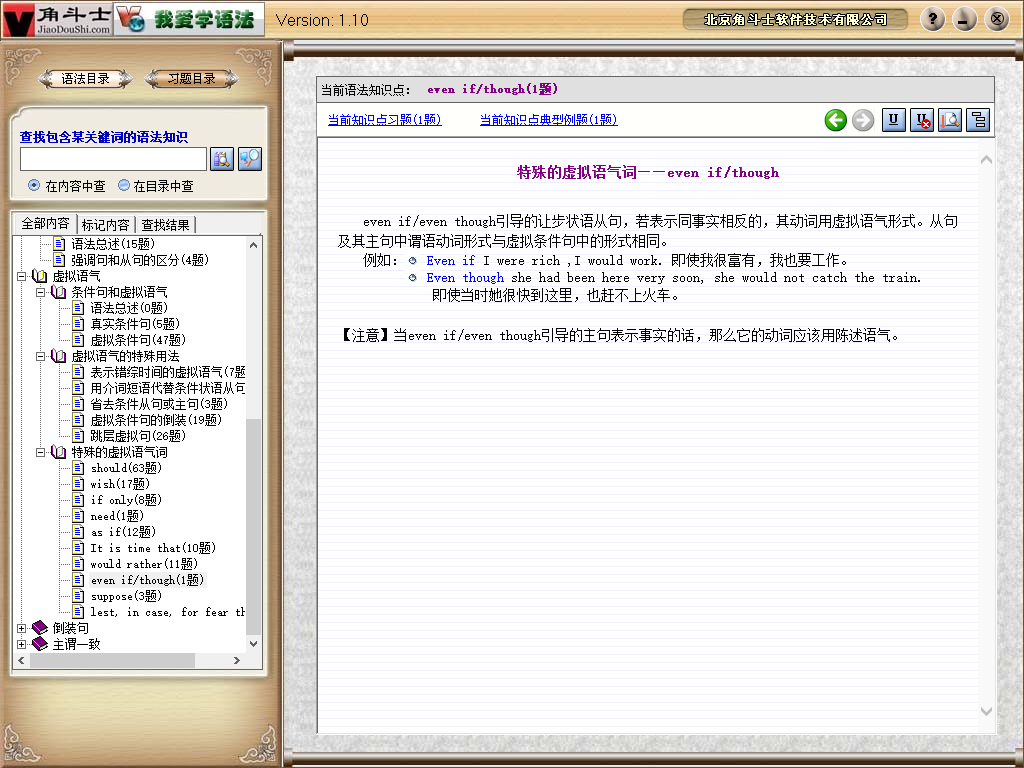 角斗士
JiaoDouShi.com
我爱学语法
Version: 1.10
北京角斗士软件技术有限公司
?
语法目录
习题目录
查找包含某关键词的语法知识
在内容中查
在目录中查
全部内容
标记内容
查找结果
语法总述(15题)
强调句和从句的区分(4题)
虚拟语气
条件句和虚拟语气
语法总述(0题)
真实条件句(5题)
虚拟条件句(47题)
虚拟语气的特殊用法
表示错综时间的虚拟语气(7题
用介词短语代替条件状语从句
省去条件从句或主句(3题)
虚拟条件句的倒装(19题)
跳层虚拟句(26题)
特殊的虚拟语气词
should(63题)
wish(17题)
if only(8题)
need(1题)
as if(12题)
It is time that(10题)
would rather(11题)
even if/though(1题)
suppose(3题)
lest, in case, for fear th
倒装句
主谓一致
当前语法知识点： even if/though(1题)
当前知识点习题(1题)
当前知识点典型例题(1题)
U
U
特殊的虚拟语气词－－even if/though
even if/even though引导的让步状语从句，若表示同事实相反的，其动词用虚拟语气形式。从句
及其主句中谓语动词形式与虚拟条件句中的形式相同。
例如： Even if I were rich ,I would work. 即使我很富有，我也要工作。
Even though she had been here very soon, she would not catch the train.
即使当时她很快到这里，也赶不上火车。
【注意】当even if/even though引导的主句表示事实的话，那么它的动词应该用陈述语气。